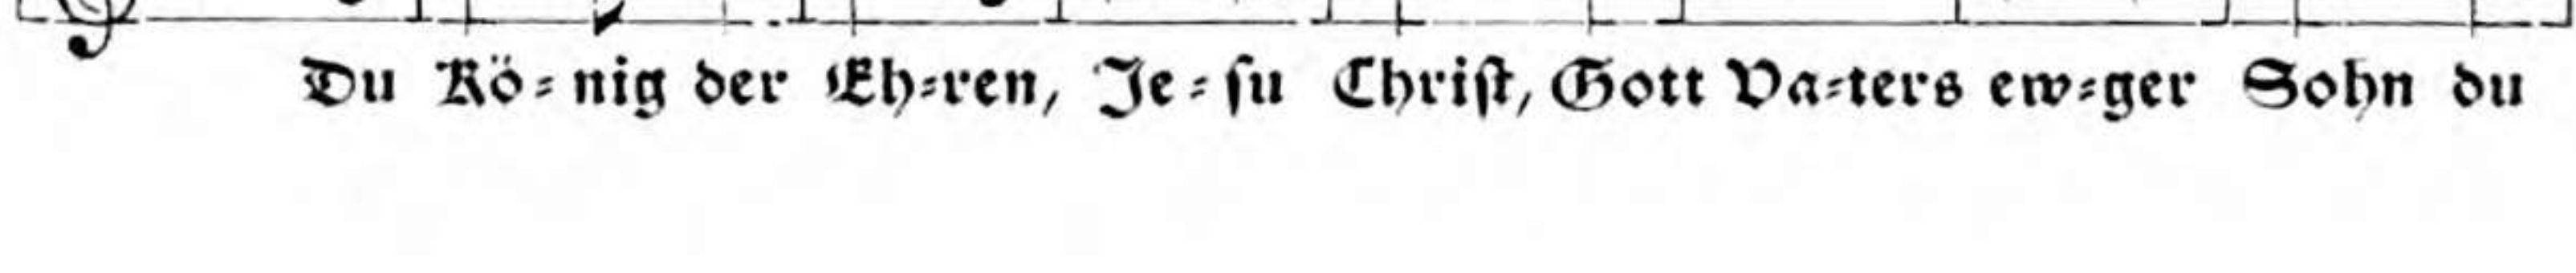 Du Kö-nig der Eh-ren, Je-ſu Chriſt, Gott Va-ters ew-ger Sohn du